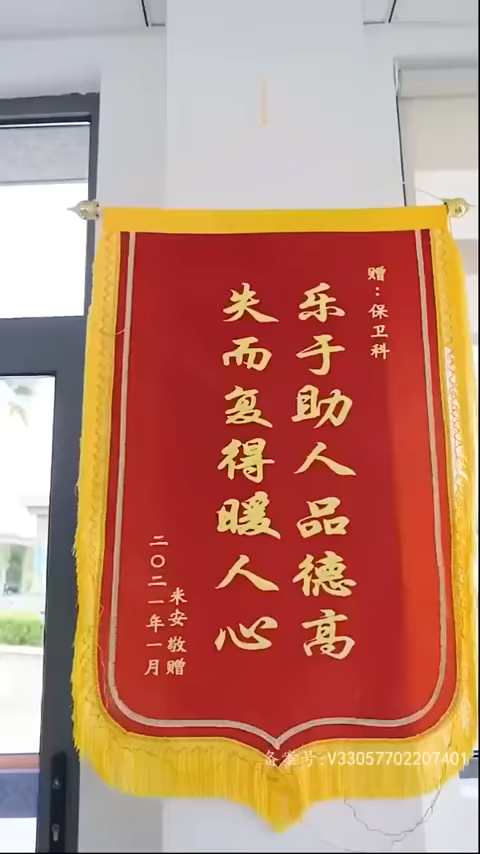 赠：保卫科
乐于助人品德高
失而复得暖人心
米安 敬赠
二〇二一年一月
备案号:V33057702207401